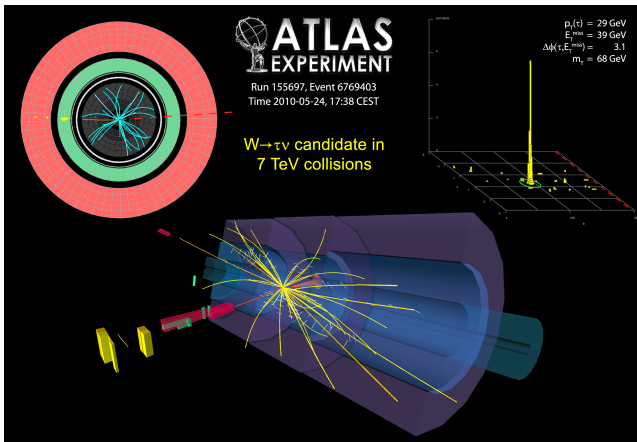 ATLAS
EXPERIMENT
Run 155697, Event 6769403
Time 2010-05-24, 17:38 CEST
W→τν candidate in
7 TeV collisions
p_T(τ) = 29 GeV
E_T^miss = 39 GeV
Δϕ(τ,E_T^miss) = 3.1
m_T = 68 GeV